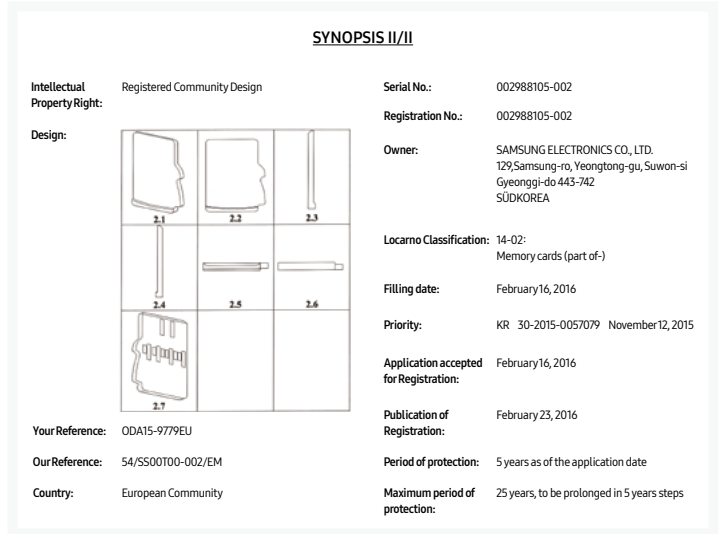 SYNOPSIS II/II
Intellectual
Property Right:
Registered Community Design
Design:
2.1
2.2
2.3
2.4
2.5
2.6
2.7
Your Reference:
ODA15-9779EU
Our Reference:
54/SS00T00-002/EM
Country:
European Community
Serial No.:
002988105-002
Registration No.:
002988105-002
Owner:
SAMSUNG ELECTRONICS CO., LTD.
129,Samsung-ro, Yeongtong-gu, Suwon-si
Gyeonggi-do 443-742
SÜDKOREA
Locarno Classification:
14-02:
Memory cards (part of-)
Filling date:
February 16, 2016
Priority:
KR 30-2015-0057079 November 12, 2015
Application accepted
for Registration:
February 16, 2016
Publication of
Registration:
February 23, 2016
Period of protection:
5 years as of the application date
Maximum period of
protection:
25 years, to be prolonged in 5 years steps